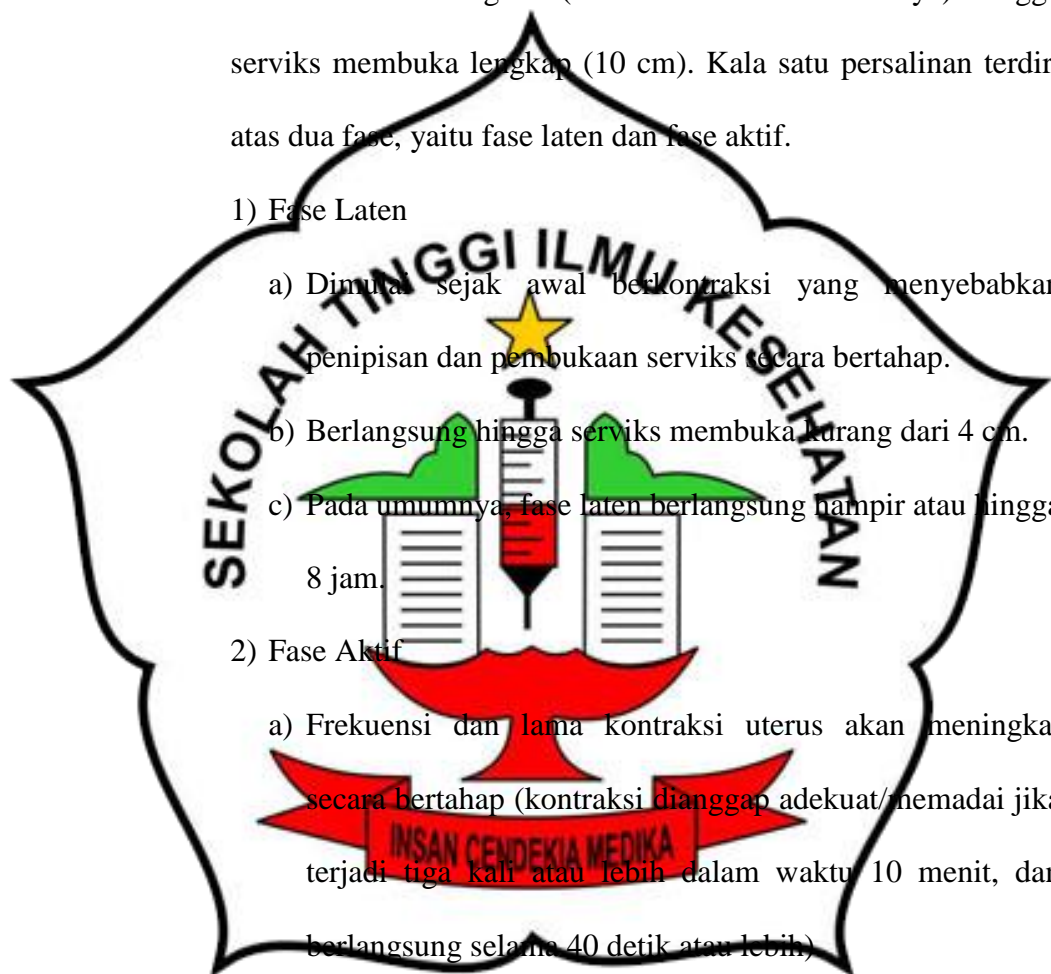 serviks membuka lengkap (10 cm). Kala satu persalinan terdiri
atas dua fase, yaitu fase laten dan fase aktif.
1) Fase Laten
a) Dimulai sejak awal berkontraksi yang menyebabkan
penipisan dan pembukaan serviks secara bertahap.
b) Berlangsung hingga serviks membuka kurang dari 4 cm.
c) Pada umumnya, fase laten berlangsung hampir atau hingga
8 jam.
2) Fase Aktif
a) Frekuensi dan lama kontraksi uterus akan meningkat
secara bertahap (kontraksi dianggap adekuat/memadai jika
terjadi tiga kali atau lebih dalam waktu 10 menit, dan
berlangsung selama 40 detik atau lebih)
SEKOLAH TINGGI ILMU KESEHATAN
INSAN CENDEKIA MEDIKA